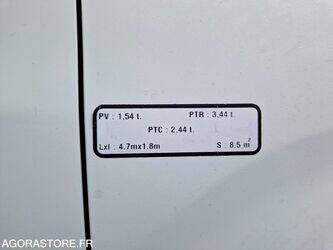 PV : 1,54 t. PTR : 3,44 t.
PTC : 2,44 t.
Lxl : 4.7mx1.8m S : 8.5 m²
AGORASTORE.FR